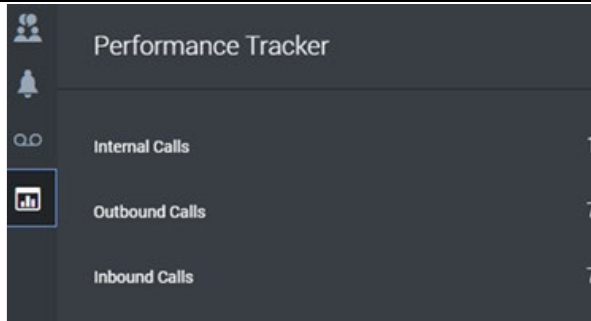 Performance Tracker
Internal Calls
Outbound Calls
Inbound Calls